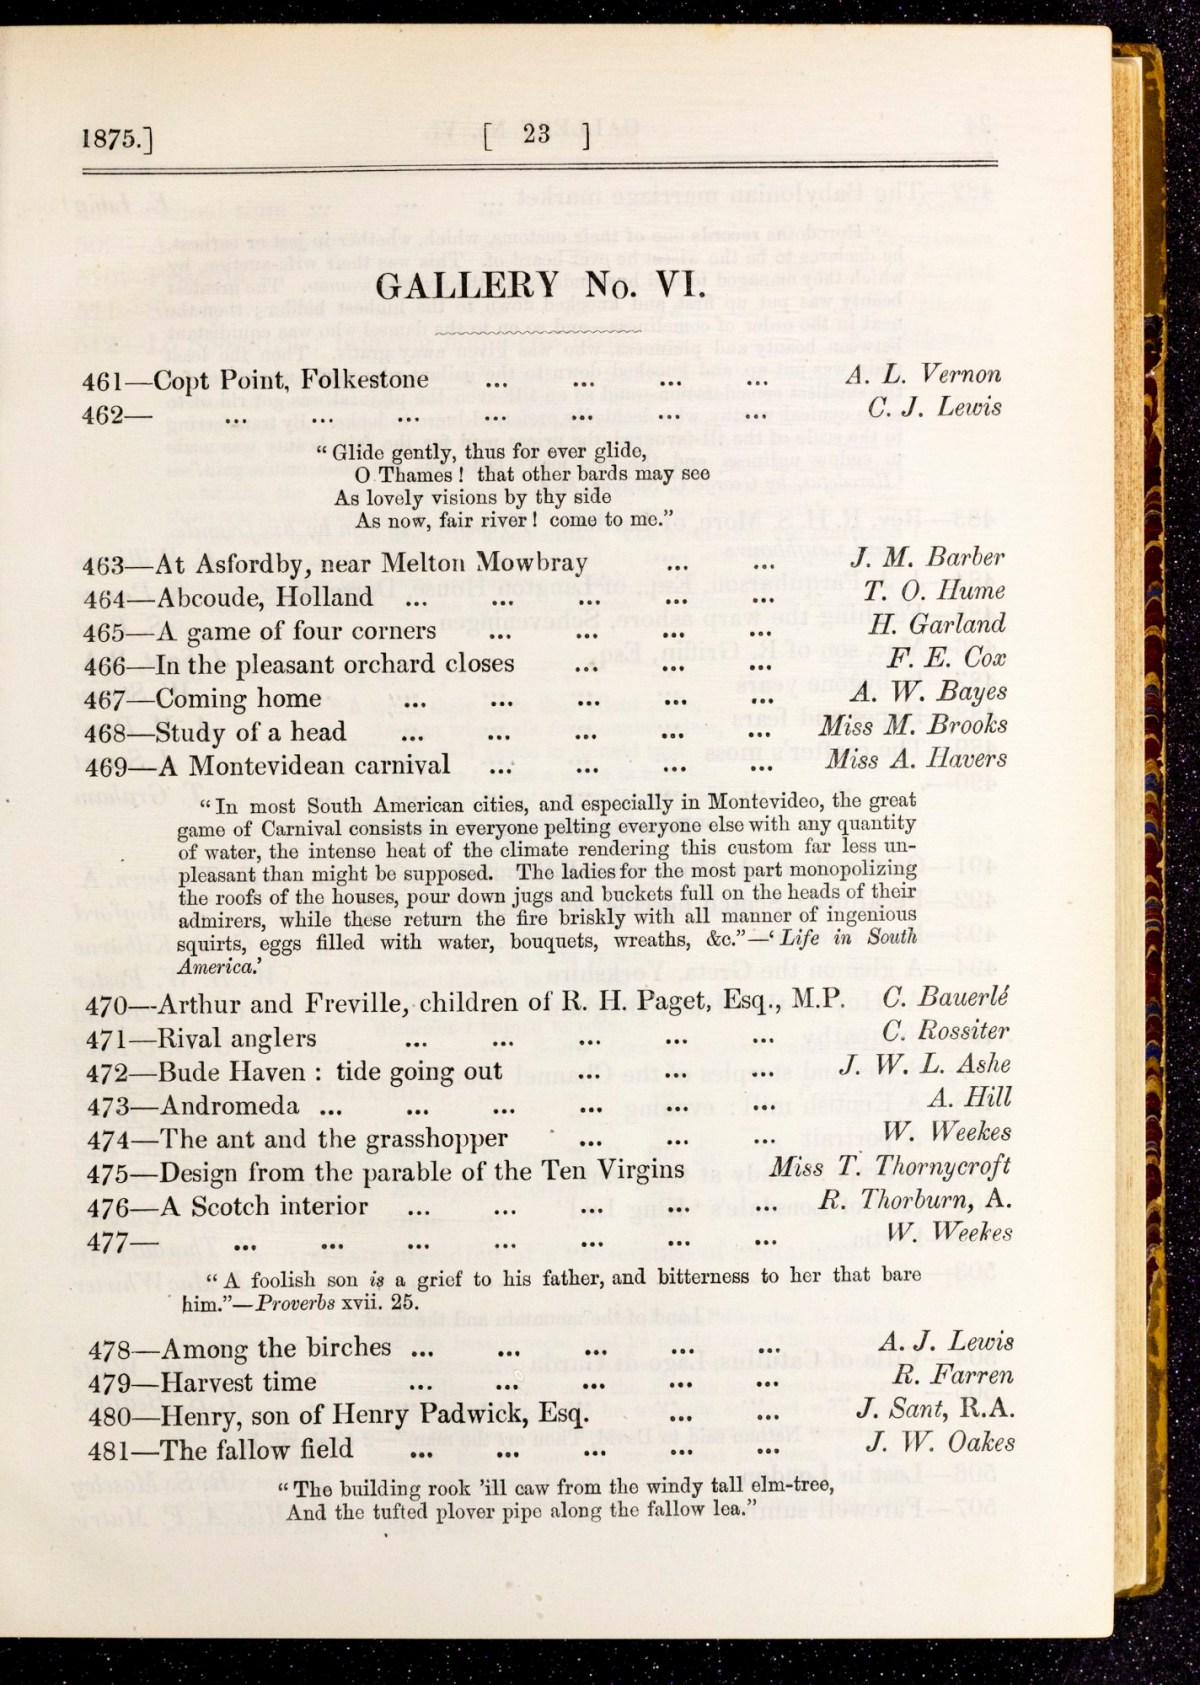 1875.] [ 23 ]
GALLERY No. VI.
461—Copt Point, Folkestone ... ... ... ... A. L. Vernon
462— ... ... ... ... ... ... ... C. J. Lewis
“Glide gently, thus for ever glide,
O Thames! that other bards may see
As lovely visions by thy side
As now, fair river! come to me.”
463—At Asfordby, near Melton Mowbray ... ... J. M. Barber
464—Abcoude, Holland ... ... ... ... ... T. O. Hume
465—A game of four corners ... ... ... ... H. Garland
466—In the pleasant orchard closes ... ... ... F. E. Cox
467—Coming home ... ... ... ... ... A. W. Bayes
468—Study of a head ... ... ... ... ... Miss M. Brooks
469—A Montevidean carnival ... ... ... ... Miss A. Havers
“In most South American cities, and especially in Montevideo, the great
game of Carnival consists in everyone pelting everyone else with any quantity
of water, the intense heat of the climate rendering this custom far less un-
pleasant than might be supposed. The ladies for the most part monopolizing
the roofs of the houses, pour down jugs and buckets full on the heads of their
admirers, while these return the fire briskly with all manner of ingenious
squirts, eggs filled with water, bouquets, wreaths, &c.”—‘Life in South
America.’
470—Arthur and Freville, children of R. H. Paget, Esq., M.P. C. Bauerlé
471—Rival anglers ... ... ... ... ... C. Rossiter
472—Bude Haven : tide going out ... ... ... J. W. L. Ashe
473—Andromeda ... ... ... ... ... ... A. Hill
474—The ant and the grasshopper ... ... ... W. Weekes
475—Design from the parable of the Ten Virgins Miss T. Thornycroft
476—A Scotch interior ... ... ... ... ... R. Thorburn, A.
477— ... ... ... ... ... ... ... W. Weekes
“A foolish son is a grief to his father, and bitterness to her that bare
him.”—Proverbs xvii. 25.
478—Among the birches ... ... ... ... ... A. J. Lewis
479—Harvest time ... ... ... ... ... R. Farren
480—Henry, son of Henry Padwick, Esq. ... ... J. Sant, R.A.
481—The fallow field ... ... ... ... ... J. W. Oakes
“The building rook ’ill caw from the windy tall elm-tree,
And the tufted plover pipe along the fallow lea.”